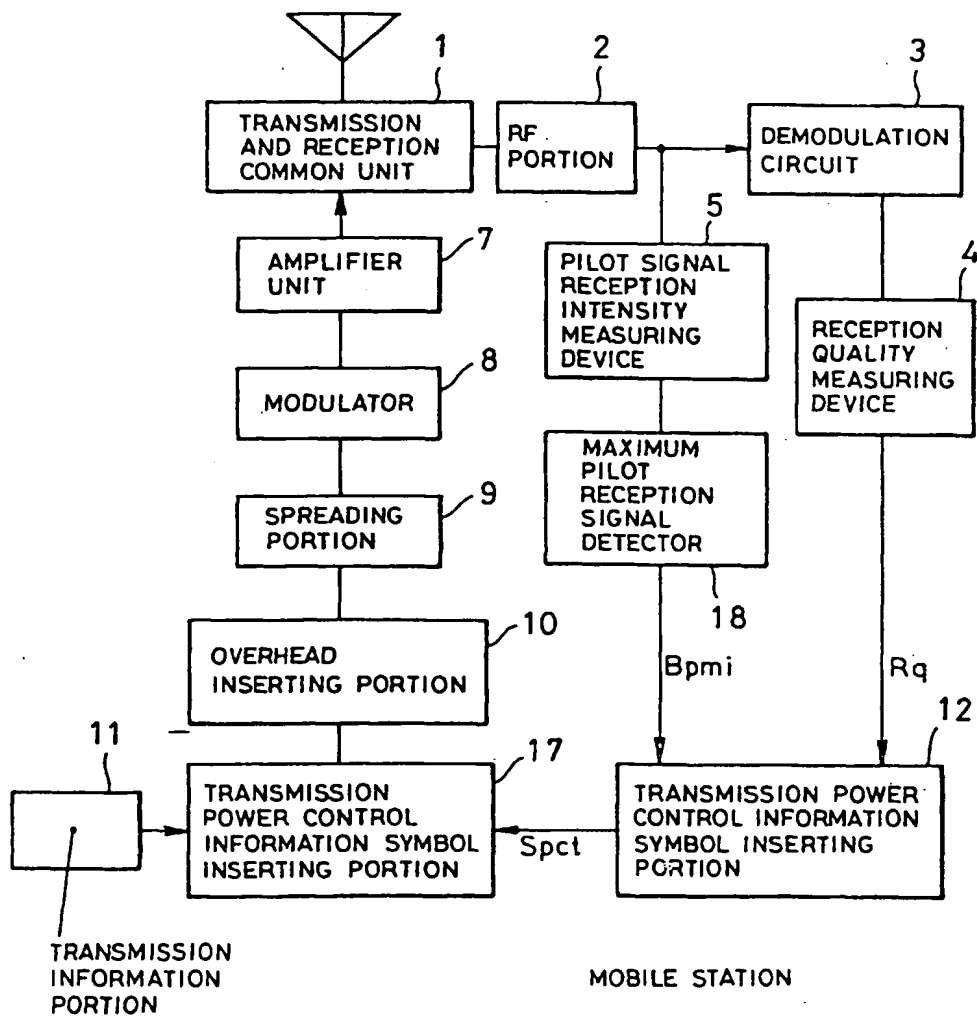 1
2
3
TRANSMISSION
AND RECEPTION
COMMON UNIT
RF
PORTION
DEMODULATION
CIRCUIT
7
5
4
AMPLIFIER
UNIT
PILOT SIGNAL
RECEPTION
INTENSITY
MEASURING
DEVICE
RECEPTION
QUALITY
MEASURING
DEVICE
8
MODULATOR
MAXIMUM
PILOT
RECEPTION
SIGNAL
DETECTOR
9
SPREADING
PORTION
18
10
OVERHEAD
INSERTING PORTION
Bpmi
Rq
11
17
12
TRANSMISSION
POWER CONTROL
INFORMATION SYMBOL
INSERTING PORTION
Spct
TRANSMISSION POWER
CONTROL INFORMATION
SYMBOL INSERTING
PORTION
TRANSMISSION
INFORMATION
PORTION
MOBILE STATION